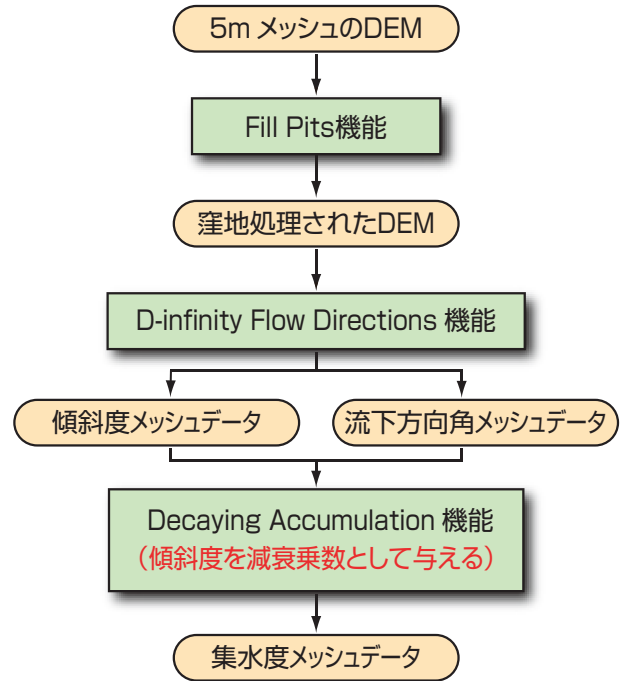 5m メッシュのDEM
Fill Pits機能
窪地処理されたDEM
D-infinity Flow Directions 機能
傾斜度メッシュデータ
流下方向角メッシュデータ
Decaying Accumulation 機能
（傾斜度を減衰乗数として与える）
集水度メッシュデータ